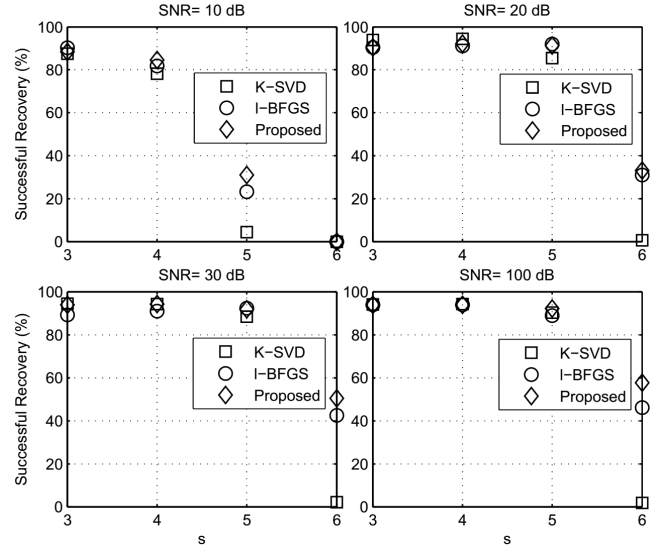 SNR= 10 dB
Successful Recovery (%)
100
80
60
40
20
0
3
4
5
6
K−SVD
I−BFGS
Proposed
SNR= 20 dB
100
80
60
40
20
0
3
4
5
6
K−SVD
I−BFGS
Proposed
SNR= 30 dB
Successful Recovery (%)
100
80
60
40
20
0
3
4
5
6
s
K−SVD
I−BFGS
Proposed
SNR= 100 dB
100
80
60
40
20
0
3
4
5
6
s
K−SVD
I−BFGS
Proposed